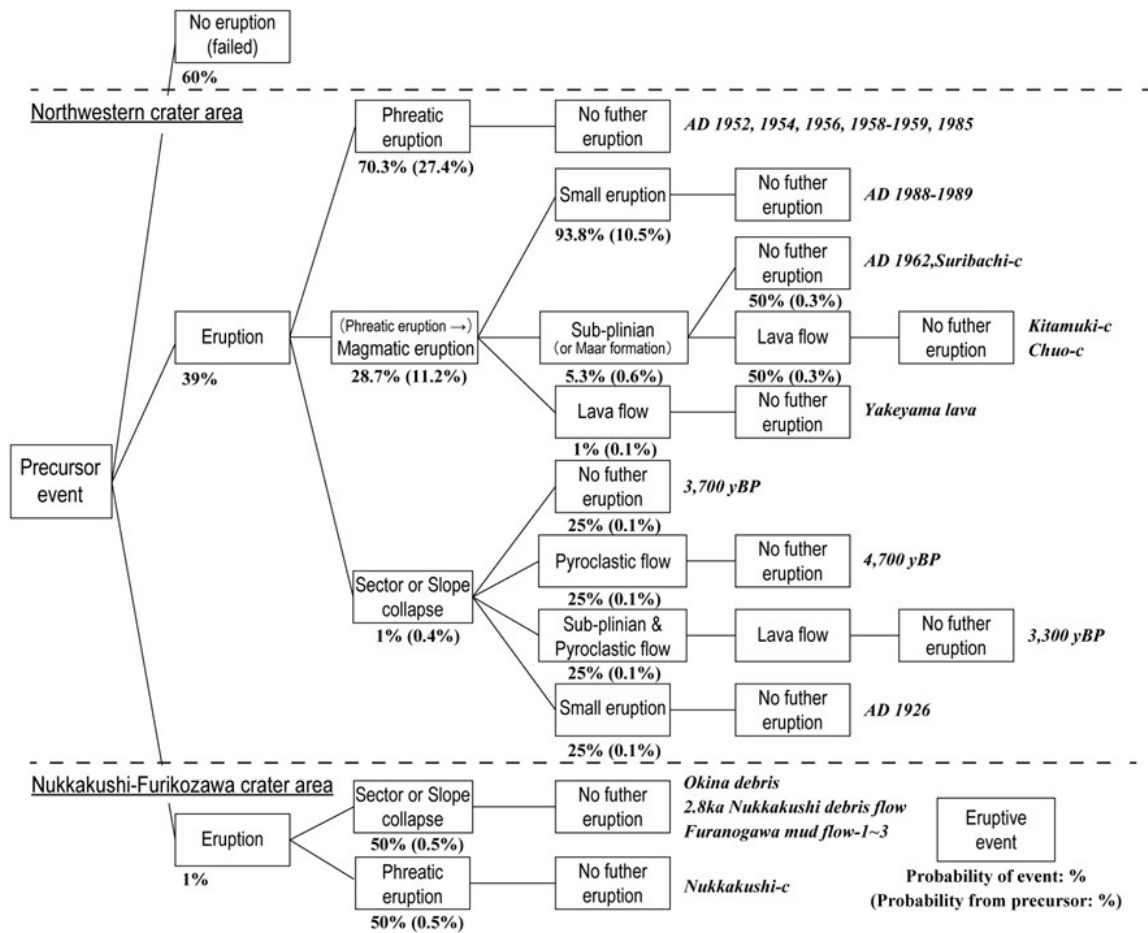 No eruption
(failed)
60%
Northwestern crater area
Phreatic
eruption
70.3% (27.4%)
No futher
eruption
AD 1952, 1954, 1956, 1958-1959, 1985
Small eruption
93.8% (10.5%)
No futher
eruption
AD 1988-1989
No futher
eruption
50% (0.3%)
AD 1962,Suribachi-c
Eruption
39%
(Phreatic eruption →)
Magmatic eruption
28.7% (11.2%)
Sub-plinian
(or Maar formation)
5.3% (0.6%)
Lava flow
50% (0.3%)
No futher
eruption
Kitamuki-c
Chuo-c
Lava flow
1% (0.1%)
No futher
eruption
Yakeyama lava
Precursor
event
No futher
eruption
25% (0.1%)
3,700 yBP
Pyroclastic flow
25% (0.1%)
No futher
eruption
4,700 yBP
Sector or Slope
collapse
1% (0.4%)
Sub-plinian &
Pyroclastic flow
25% (0.1%)
Lava flow
No futher
eruption
3,300 yBP
Small eruption
25% (0.1%)
No futher
eruption
AD 1926
Nukkakushi-Furikozawa crater area
Eruption
1%
Sector or Slope
collapse
50% (0.5%)
No futher
eruption
Okina debris
2.8ka Nukkakushi debris flow
Furanogawa mud flow-1~3
Phreatic
eruption
50% (0.5%)
No futher
eruption
Nukkakushi-c
Eruptive
event
Probability of event: %
(Probability from precursor: %)